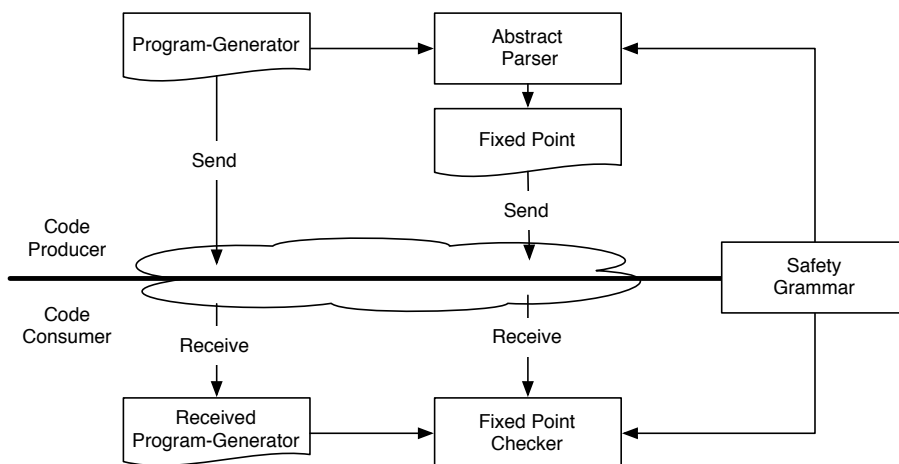 Program-Generator
Abstract
Parser
Fixed Point
Send
Send
Code
Producer
Safety
Grammar
Code
Consumer
Receive
Receive
Received
Program-Generator
Fixed Point
Checker